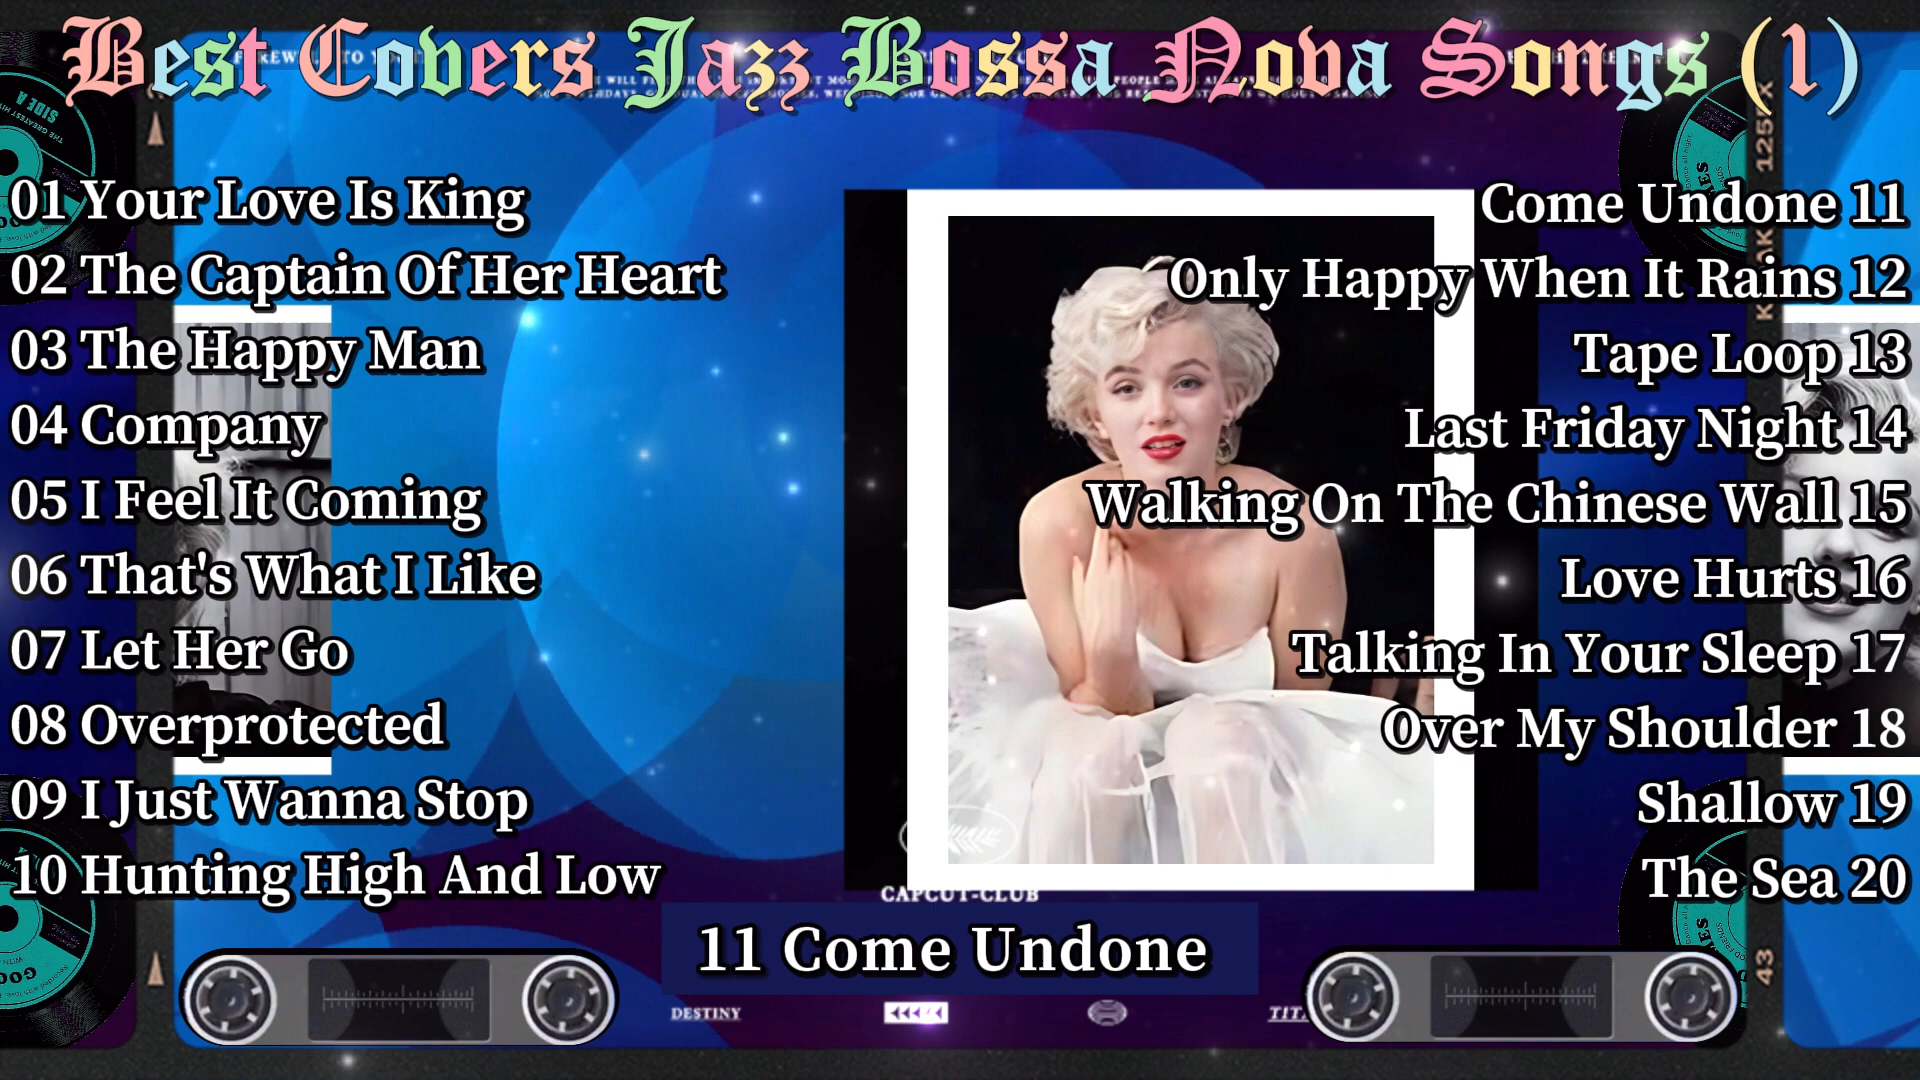 Best Covers Jazz Bossa Nova Songs (1)
01 Your Love Is King
02 The Captain Of Her Heart
03 The Happy Man
04 Company
05 I Feel It Coming
06 That's What I Like
07 Let Her Go
08 Overprotected
09 I Just Wanna Stop
10 Hunting High And Low
Come Undone 11
Only Happy When It Rains 12
Tape Loop 13
Last Friday Night 14
Walking On The Chinese Wall 15
Love Hurts 16
Talking In Your Sleep 17
Over My Shoulder 18
Shallow 19
The Sea 20
CAPCUT-CLUB
11 Come Undone
DESTINY
SIDE A
43